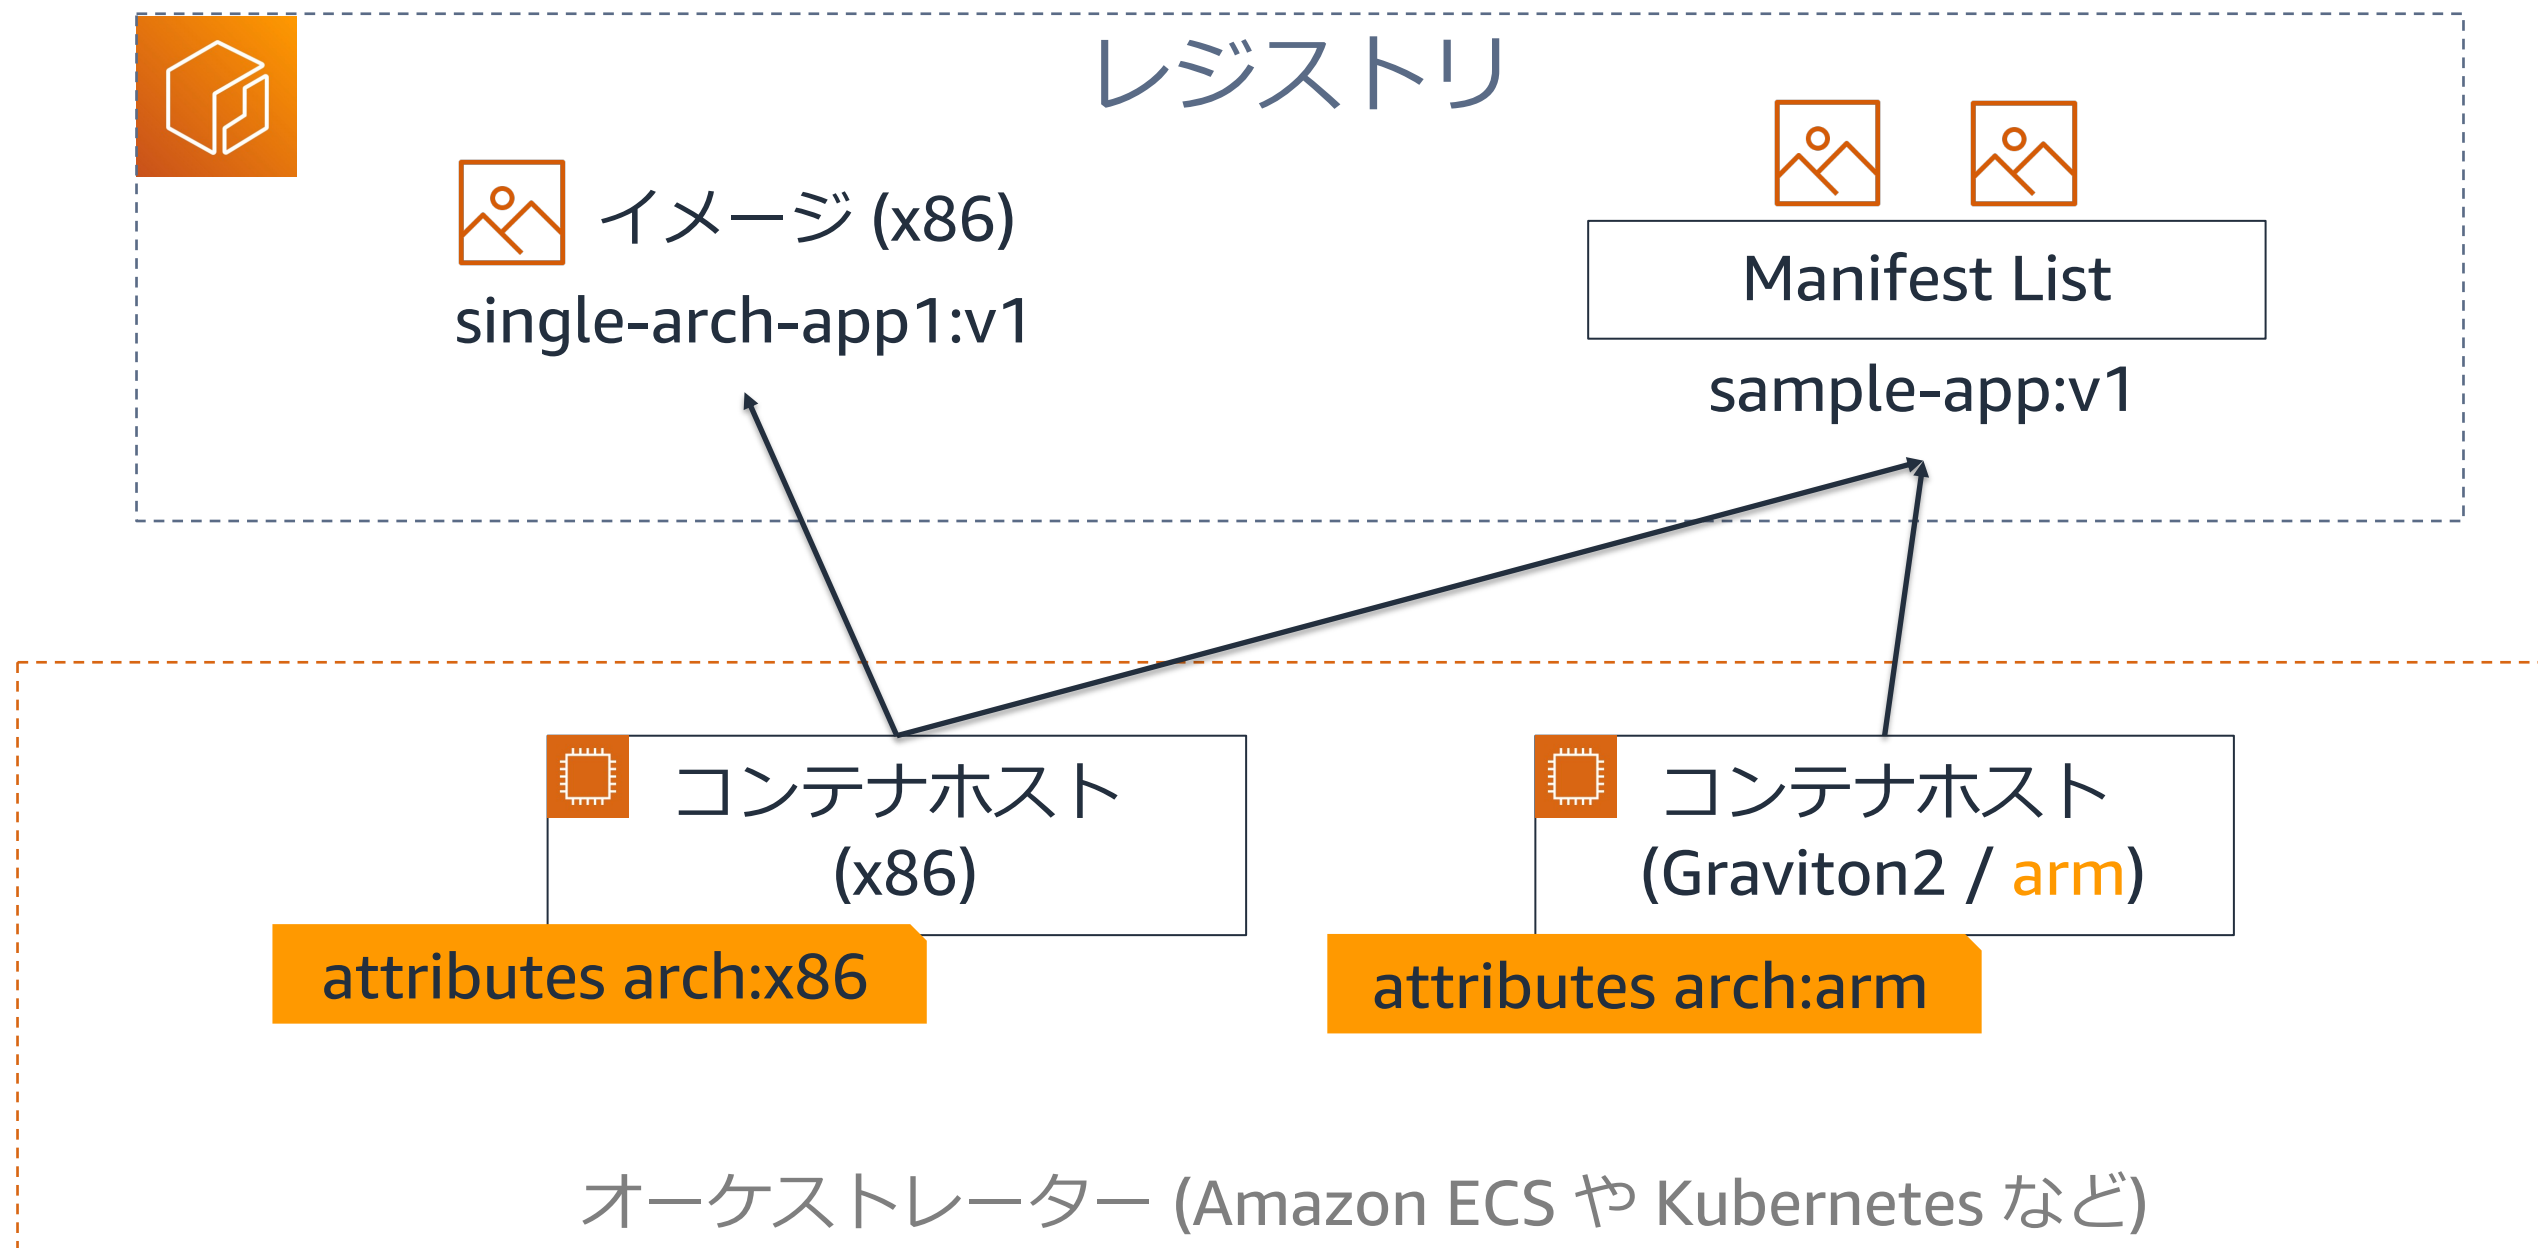 レジストリ
イメージ (x86)
single-arch-app1:v1
Manifest List
sample-app:v1
コンテナホスト
(x86)
attributes arch:x86
コンテナホスト
(Graviton2 / arm)
attributes arch:arm
オーケストレーター (Amazon ECS や Kubernetes など)